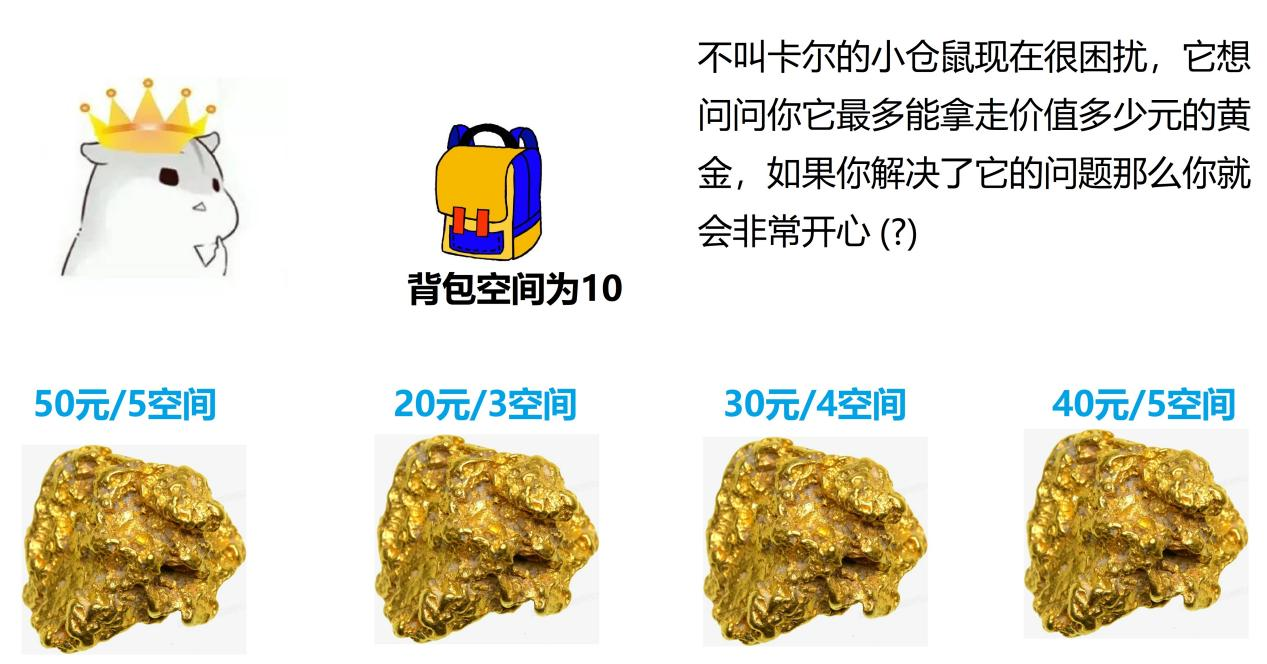 不叫卡尔的小仓鼠现在很困扰，它想
问问你它最多能拿走价值多少元的黄
金，如果你解决了它的问题那么你就
会非常开心 (?)
背包空间为10
50元/5空间
20元/3空间
30元/4空间
40元/5空间